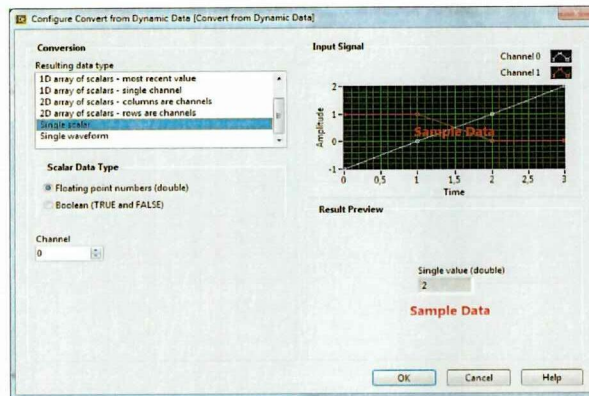 Configure Convert from Dynamic Data [Convert from Dynamic Data]
Conversion
Resulting data type
1D array of scalars - most recent value
1D array of scalars - single channel
2D array of scalars - columns are channels
2D array of scalars - rows are channels
Single scalar
Single waveform
Scalar Data Type
Floating point numbers (double)
Boolean (TRUE and FALSE)
Channel
0
Input Signal
Channel 0
Channel 1
2
1
0
-1
Amplitude
Sample Data
0
0,5
1
1,5
2
2,5
3
Time
Result Preview
Single value (double)
2
Sample Data
OK
Cancel
Help